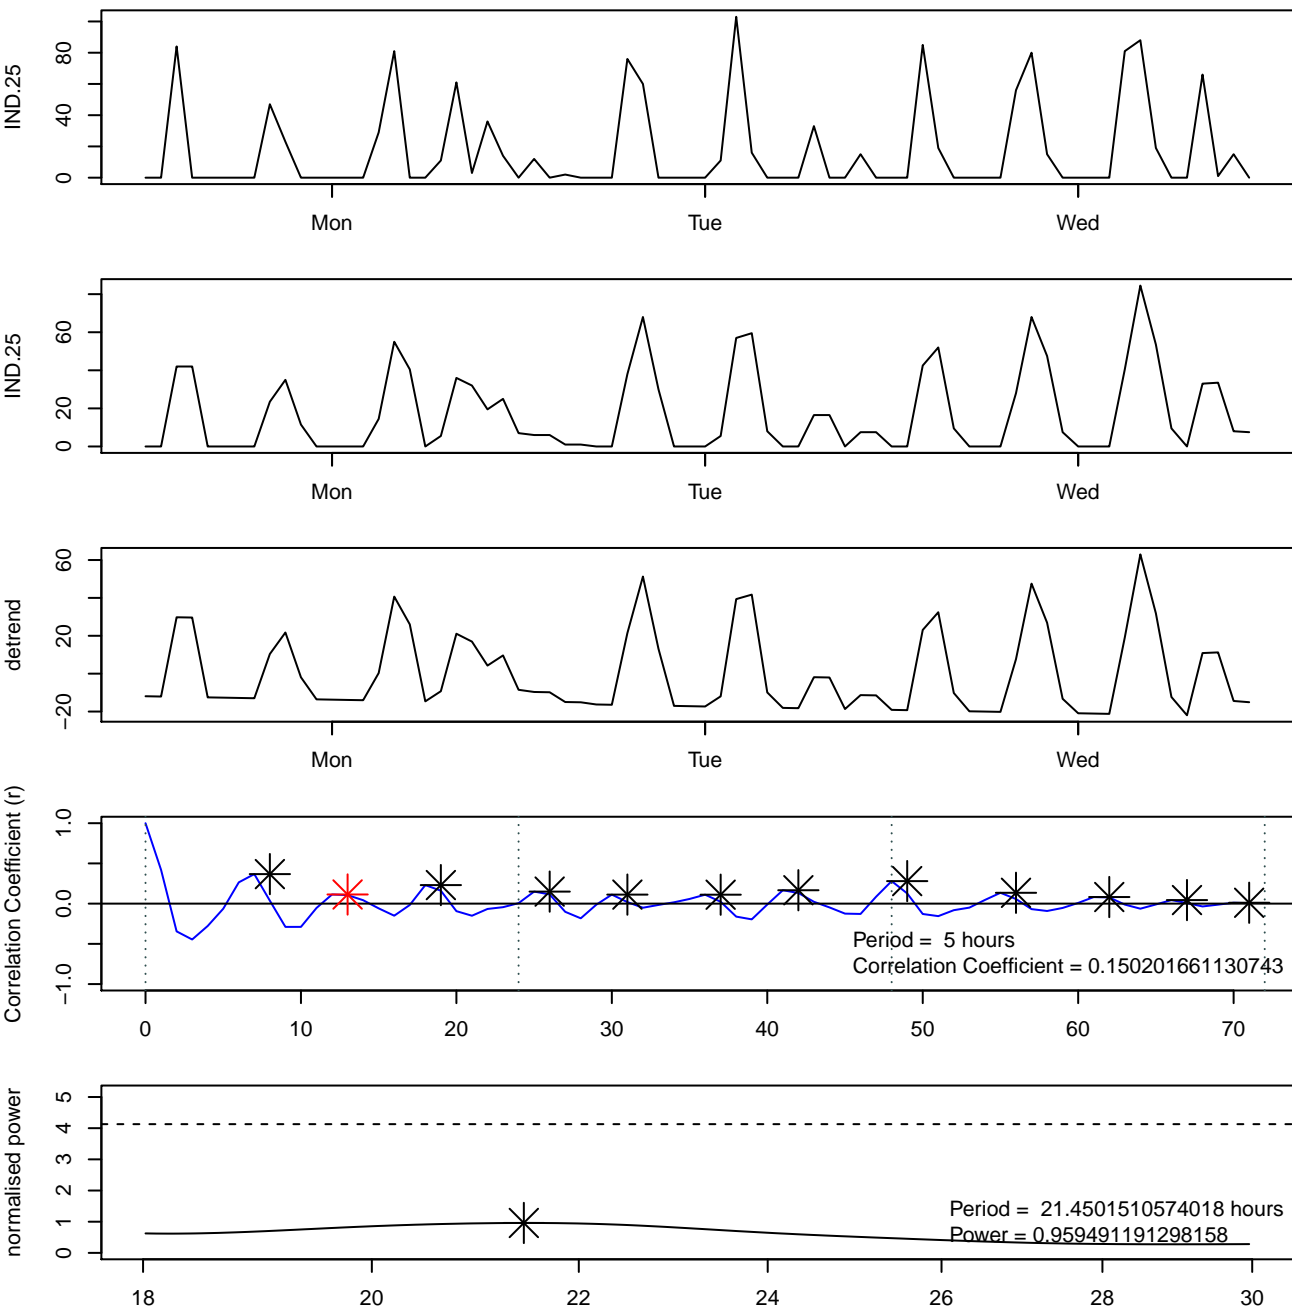 IND.25
0
40
80
Mon
Tue
Wed
IND.25
0
20
60
Mon
Tue
Wed
detrend
−20
20
60
Mon
Tue
Wed
Correlation Coefficient (r)
−1.0
0.0
1.0
Period =  5 hours
Correlation Coefficient = 0.150201661130743
0 10 20 30 40 50 60 70
normalised power
0 1 2 3 4 5
Period =  21.4501510574018 hours
Power = 0.959491191298158
18 20 22 24 26 28 30